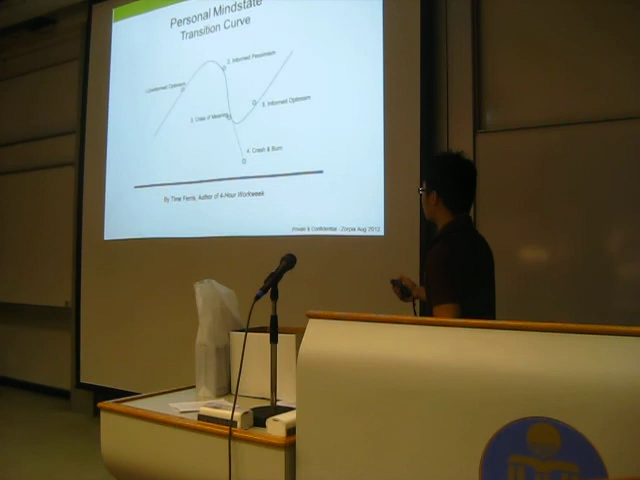 Personal Mindstate
Transition Curve
2. Informed Pessimism
1.Uninformed Optimism
5. Informed Optimism
3. Crisis of Meaning
4. Crash & Burn
by Time Ferris, Author of 4-Hour Workweek
Private & Confidential - Zorpia Aug 2012